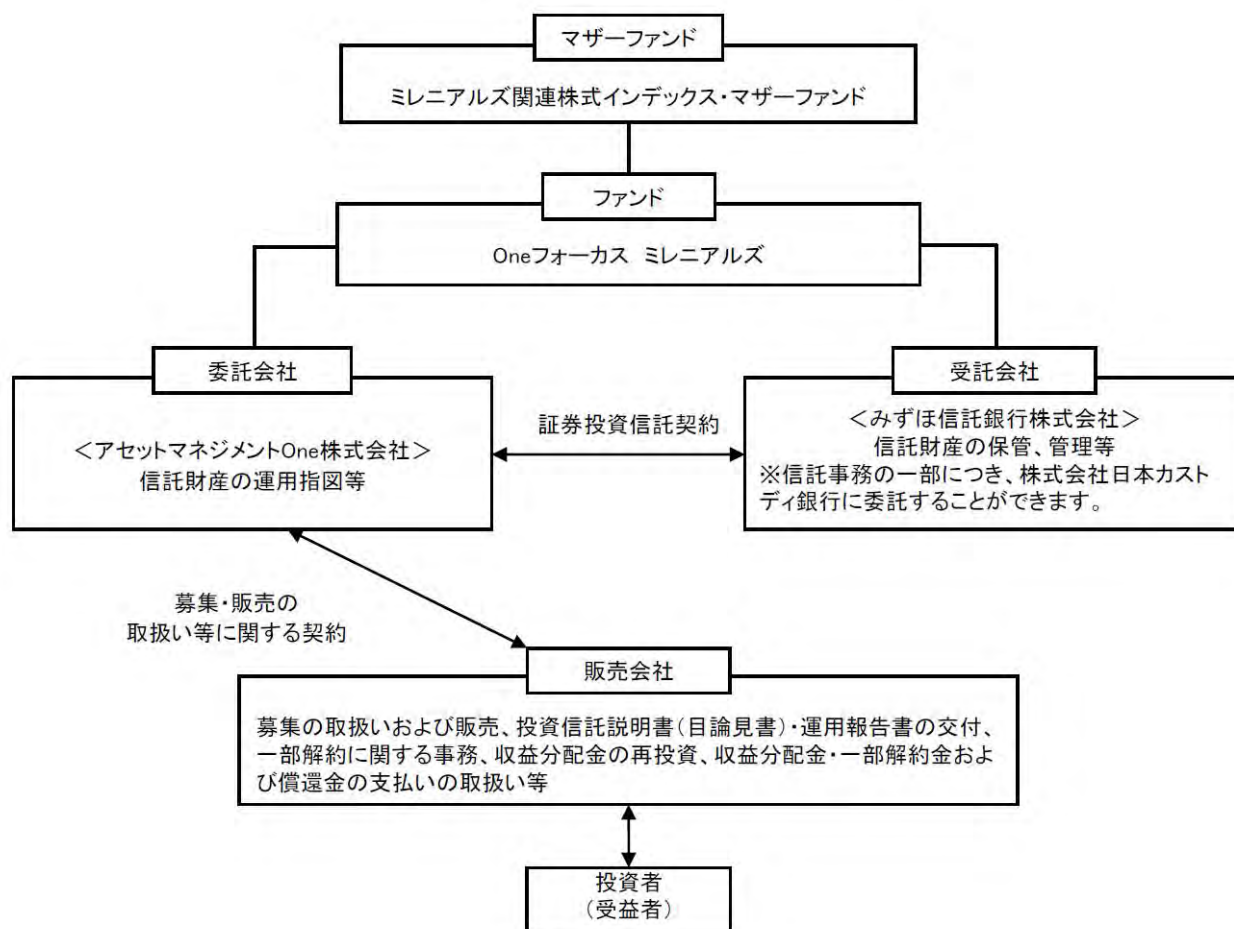 マザーファンド
ミレニアルズ関連株式インデックス・マザーファンド
ファンド
Oneフォーカス ミレニアルズ
委託会社
<アセットマネジメントOne株式会社>
信託財産の運用指図等
証券投資信託契約
受託会社
<みずほ信託銀行株式会社>
信託財産の保管、管理等
※信託事務の一部につき、株式会社日本カスト
ディ銀行に委託することができます。
募集・販売の
取扱い等に関する契約
販売会社
募集の取扱いおよび販売、投資信託説明書(目論見書)・運用報告書の交付、
一部解約に関する事務、収益分配金の再投資、収益分配金・一部解約金およ
び償還金の支払いの取扱い等
投資者
(受益者)